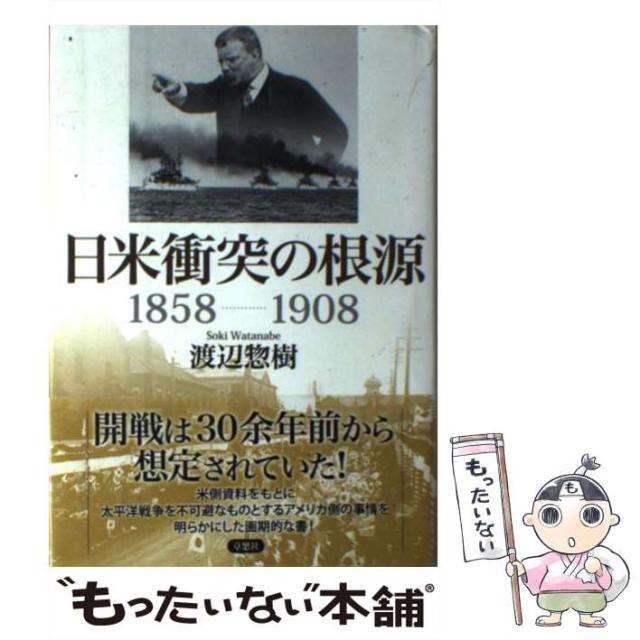 日米衝突の根源
1858 ………… 1908
Soki Watanabe
渡辺惣樹
開戦は30余年前から
想定されていた!
米側資料をもとに
太平洋戦争を不可避なものとするアメリカ側の事情を
明らかにした画期的な書!
草思社
"もったいない"本舗®
もったいない
も